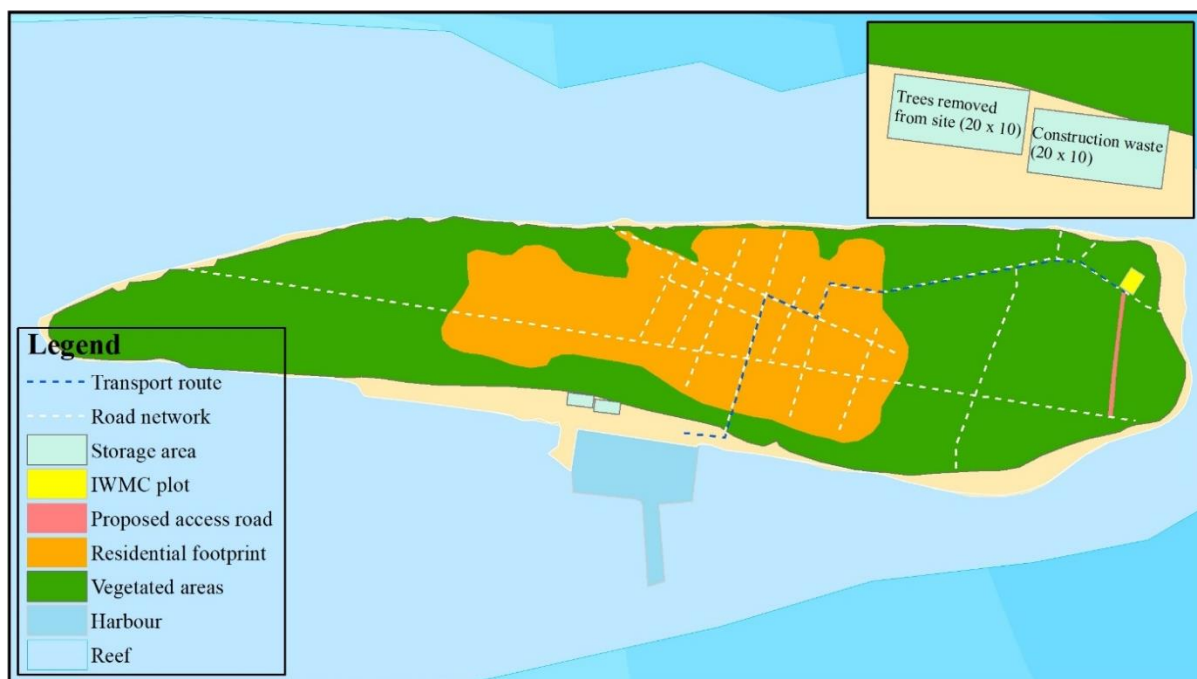 Trees removed
from site (20 x 10)
Construction waste
(20 x 10)
Legend
Transport route
Road network
Storage area
IWMC plot
Proposed access road
Residential footprint
Vegetated areas
Harbour
Reef